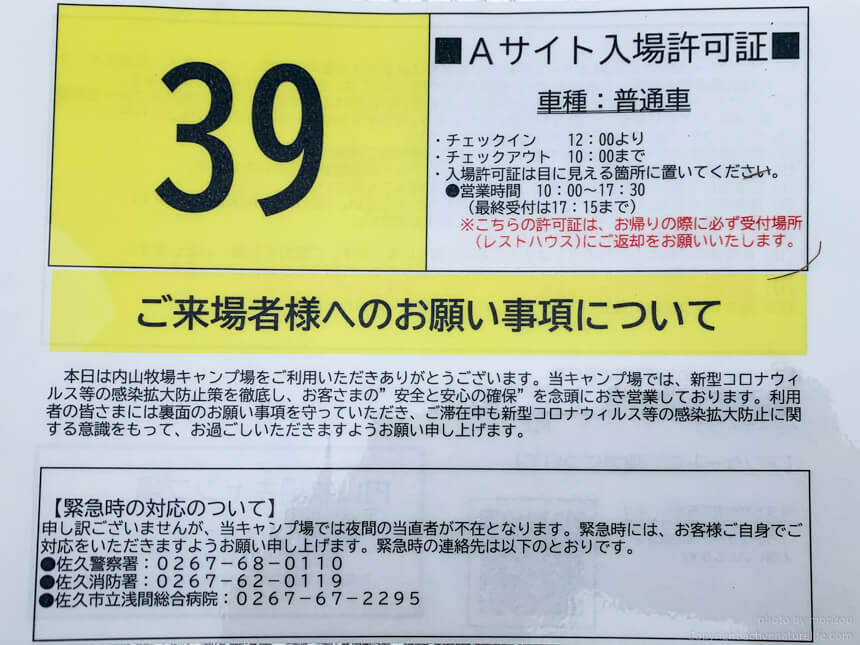 39
■Aサイト入場許可証■
車種：普通車
・チェックイン　12：00より
・チェックアウト　10：00まで
・入場許可証は目に見える箇所に置いてください。
●営業時間　10：00～17：30
（最終受付は17：15まで）
※こちらの許可証は、お帰りの際に必ず受付場所
（レストハウス）にご返却をお願いいたします。
ご来場者様へのお願い事項について
本日は内山牧場キャンプ場をご利用いただきありがとうございます。当キャンプ場では、新型コロナウィ
ルス等の感染拡大防止策を徹底し、お客さまの”安全と安心の確保”を念頭におき営業しております。利用
者の皆さまには裏面のお願い事項を守っていただき、ご滞在中も新型コロナウィルス等の感染拡大防止に関
する意識をもって、お過ごしいただきますようお願い申し上げます。
【緊急時の対応のついて】
申し訳ございませんが、当キャンプ場では夜間の当直者が不在となります。緊急時には、お客様ご自身でご
対応をいただきますようお願い申し上げます。緊急時の連絡先は以下のとおりです。
●佐久警察署：０２６７-６８-０１１０
●佐久消防署：０２６７-６２-０１１９
●佐久市立浅間総合病院：０２６７-６７-２２９５
photo by morizou